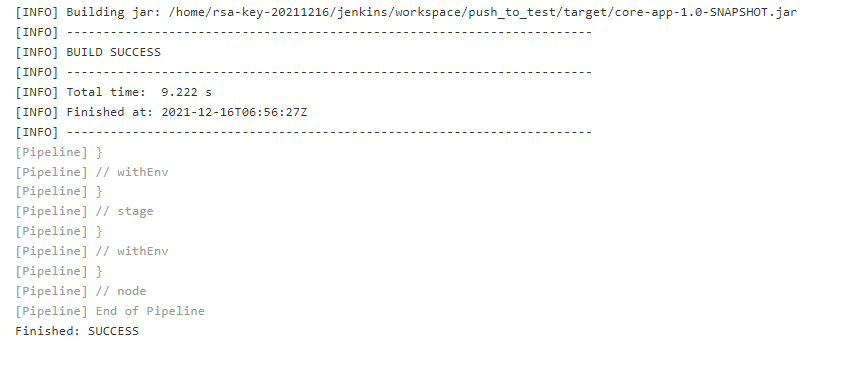 [INFO] Building jar: /home/rsa-key-20211216/jenkins/workspace/push_to_test/target/core-app-1.0-SNAPSHOT.jar
[INFO] ------------------------------------------------------------------------
[INFO] BUILD SUCCESS
[INFO] ------------------------------------------------------------------------
[INFO] Total time:  9.222 s
[INFO] Finished at: 2021-12-16T06:56:27Z
[INFO] ------------------------------------------------------------------------
[Pipeline] }
[Pipeline] // withEnv
[Pipeline] }
[Pipeline] // stage
[Pipeline] }
[Pipeline] // withEnv
[Pipeline] }
[Pipeline] // node
[Pipeline] End of Pipeline
Finished: SUCCESS